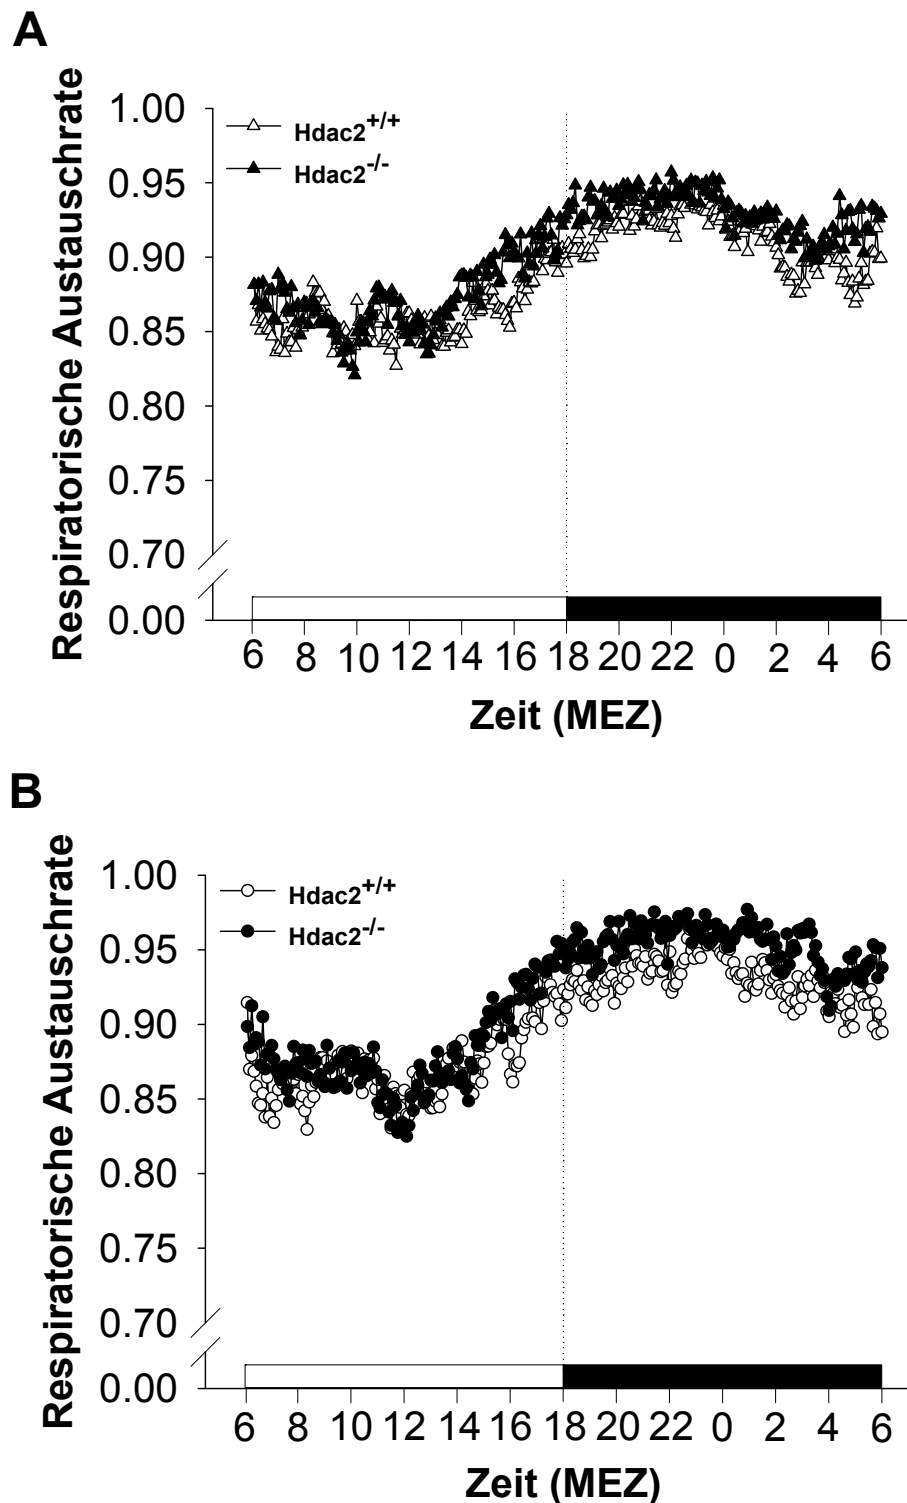 A
Respiratorische Austauschrate
1.00
0.95
0.90
0.85
0.80
0.75
0.70
0.00
Hdac2+/+
Hdac2-/-
6 8 10 12 14 16 18 20 22 0 2 4 6
Zeit (MEZ)
B
Respiratorische Austauschrate
1.00
0.95
0.90
0.85
0.80
0.75
0.70
0.00
Hdac2+/+
Hdac2-/-
6 8 10 12 14 16 18 20 22 0 2 4 6
Zeit (MEZ)